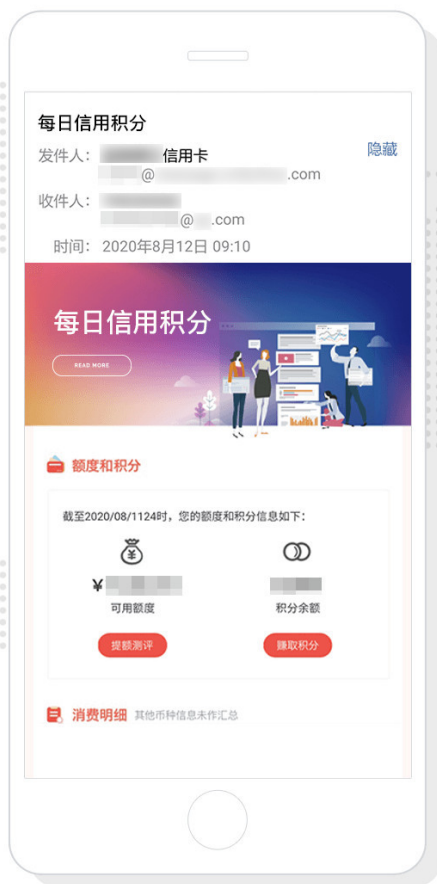 每日信用积分
发件人： 信用卡
隐藏
@ .com
收件人：
@ .com
时间： 2020年8月12日 09:10
每日信用积分
READ MORE
额度和积分
截至2020/08/1124时，您的额度和积分信息如下：
¥
可用额度
积分余额
提额测评
赚取积分
消费明细 其他币种信息未作汇总